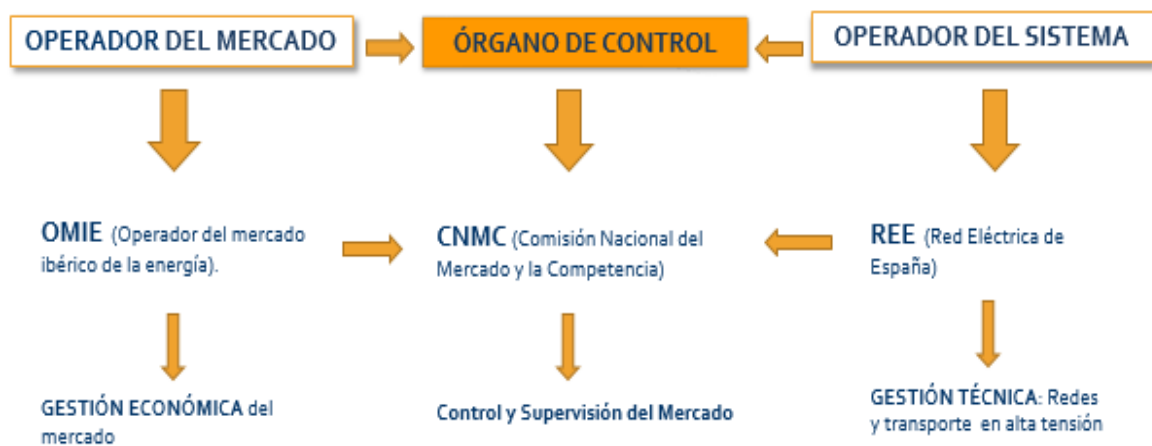 OPERADOR DEL MERCADO
ÓRGANO DE CONTROL
OPERADOR DEL SISTEMA
OMIE (Operador del mercado
ibérico de la energía).
CNMC (Comisión Nacional del
Mercado y la Competencia)
REE (Red Eléctrica de
España)
GESTIÓN ECONÓMICA del
mercado
Control y Supervisión del Mercado
GESTIÓN TÉCNICA: Redes
y transporte en alta tensión